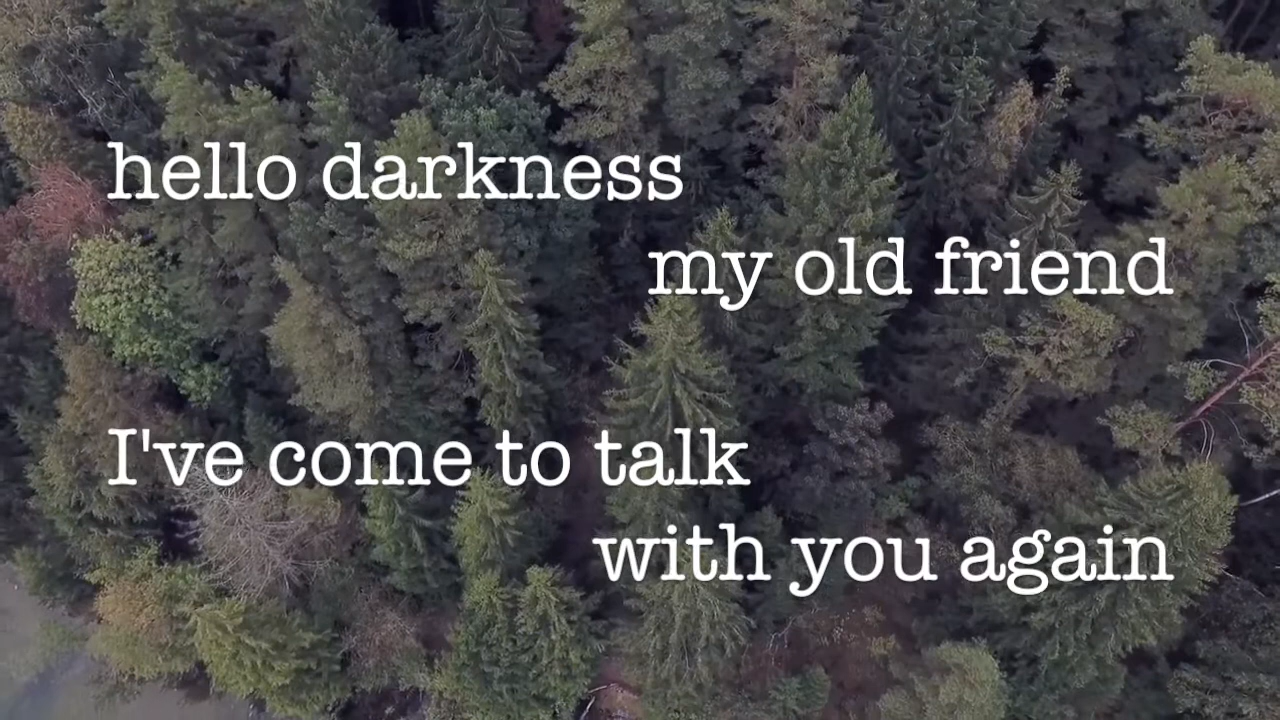 hello darkness
my old friend
I've come to talk
with you again